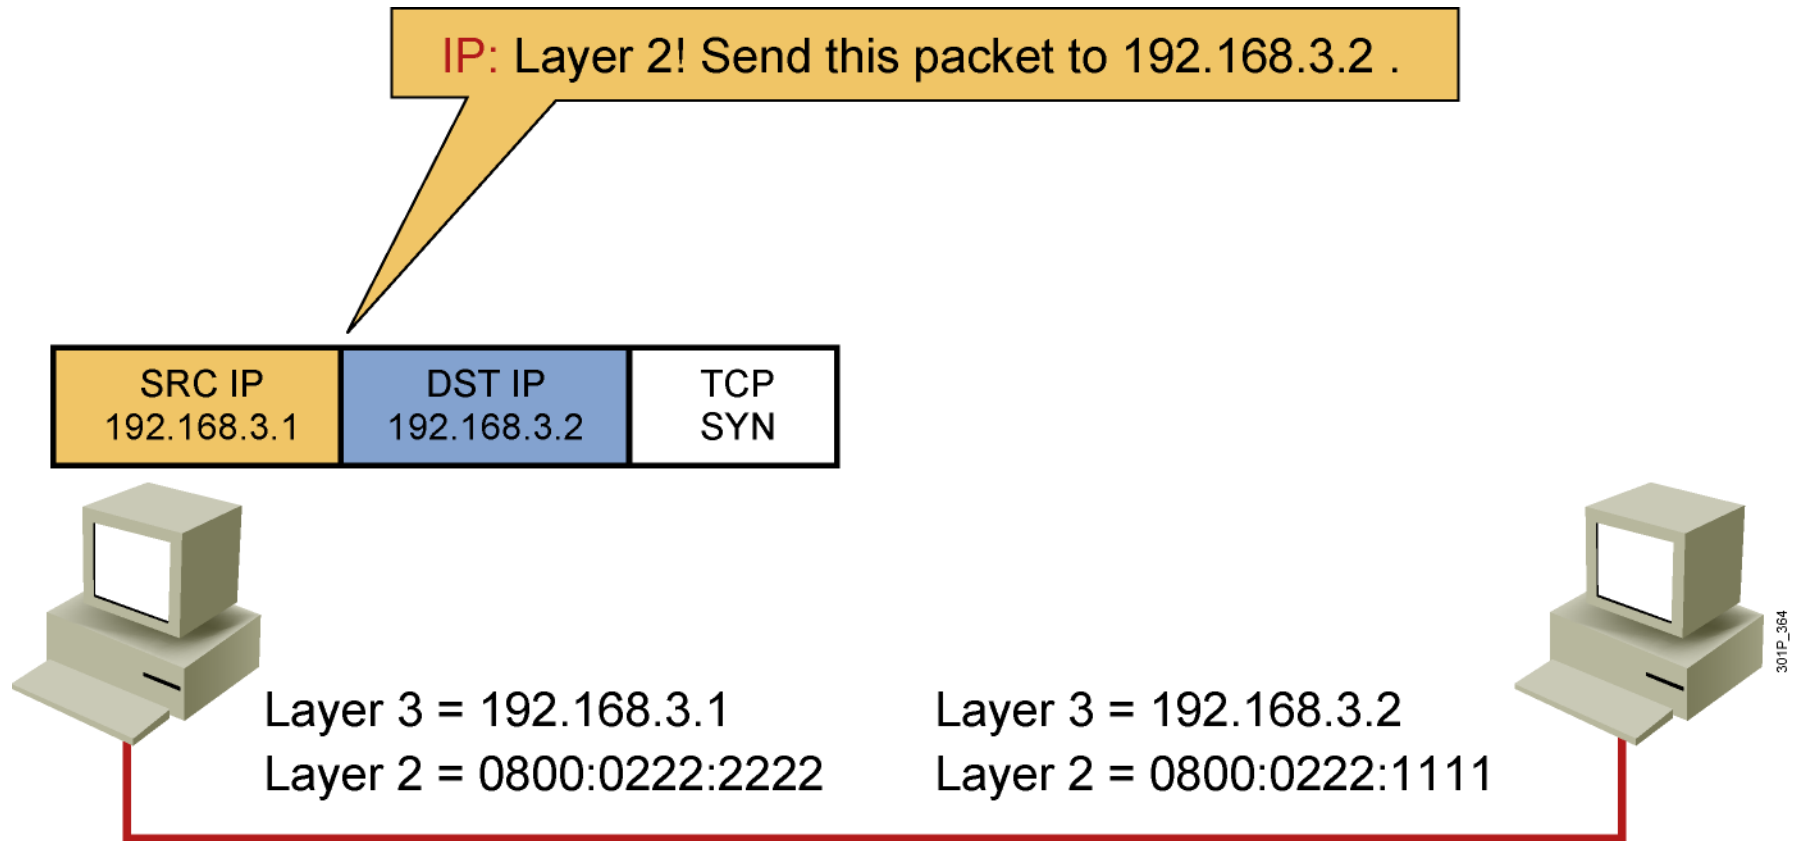 IP: Layer 2! Send this packet to 192.168.3.2 .
SRC IP
192.168.3.1
DST IP
192.168.3.2
TCP
SYN
Layer 3 = 192.168.3.1
Layer 2 = 0800:0222:2222
Layer 3 = 192.168.3.2
Layer 2 = 0800:0222:1111
301P_364